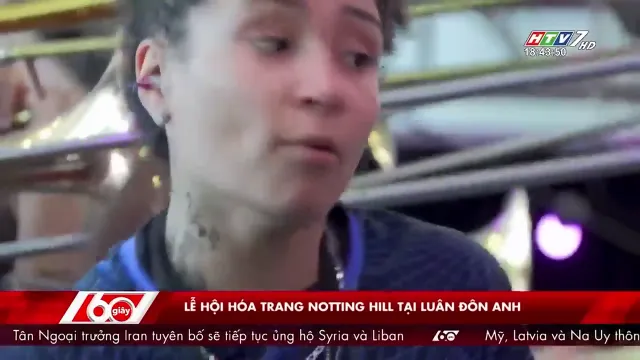 HTV7 HD
18:43:50
60 giây
LỄ HỘI HÓA TRANG NOTTING HILL TẠI LUÂN ĐÔN ANH
Tân Ngoại trưởng Iran tuyên bố sẽ tiếp tục ủng hộ Syria và Liban 60 Mỹ, Latvia và Na Uy thôn